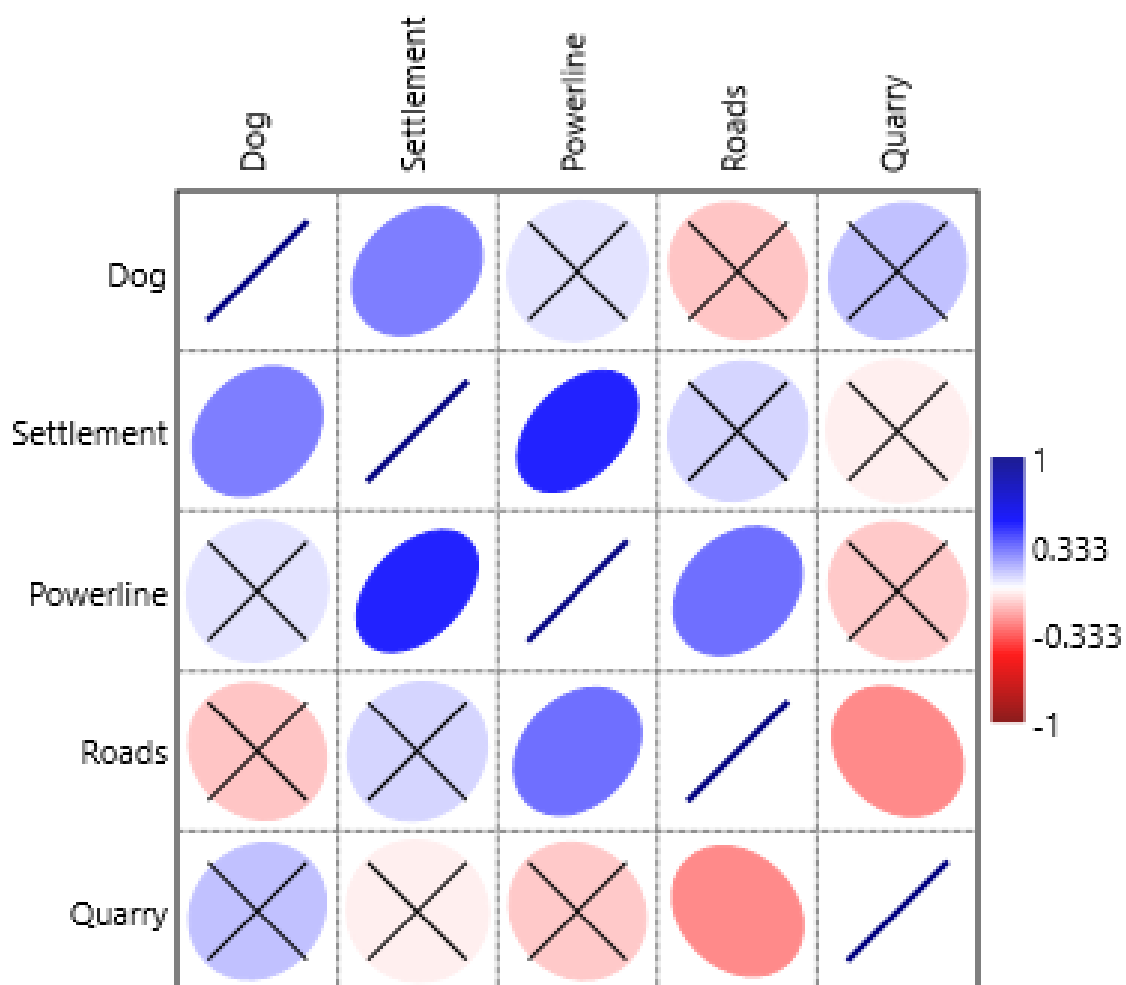 Dog
Settlement
Powerline
Roads
Quarry
Dog
Settlement
Powerline
Roads
Quarry
1
0.333
-0.333
-1